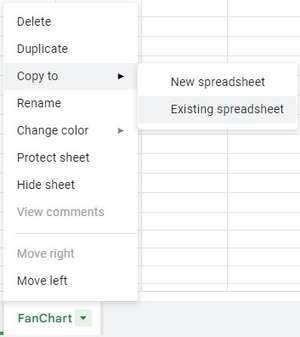 Delete
Duplicate
Copy to
New spreadsheet
Existing spreadsheet
Rename
Change color
Protect sheet
Hide sheet
View comments
Move right
Move left
FanChart